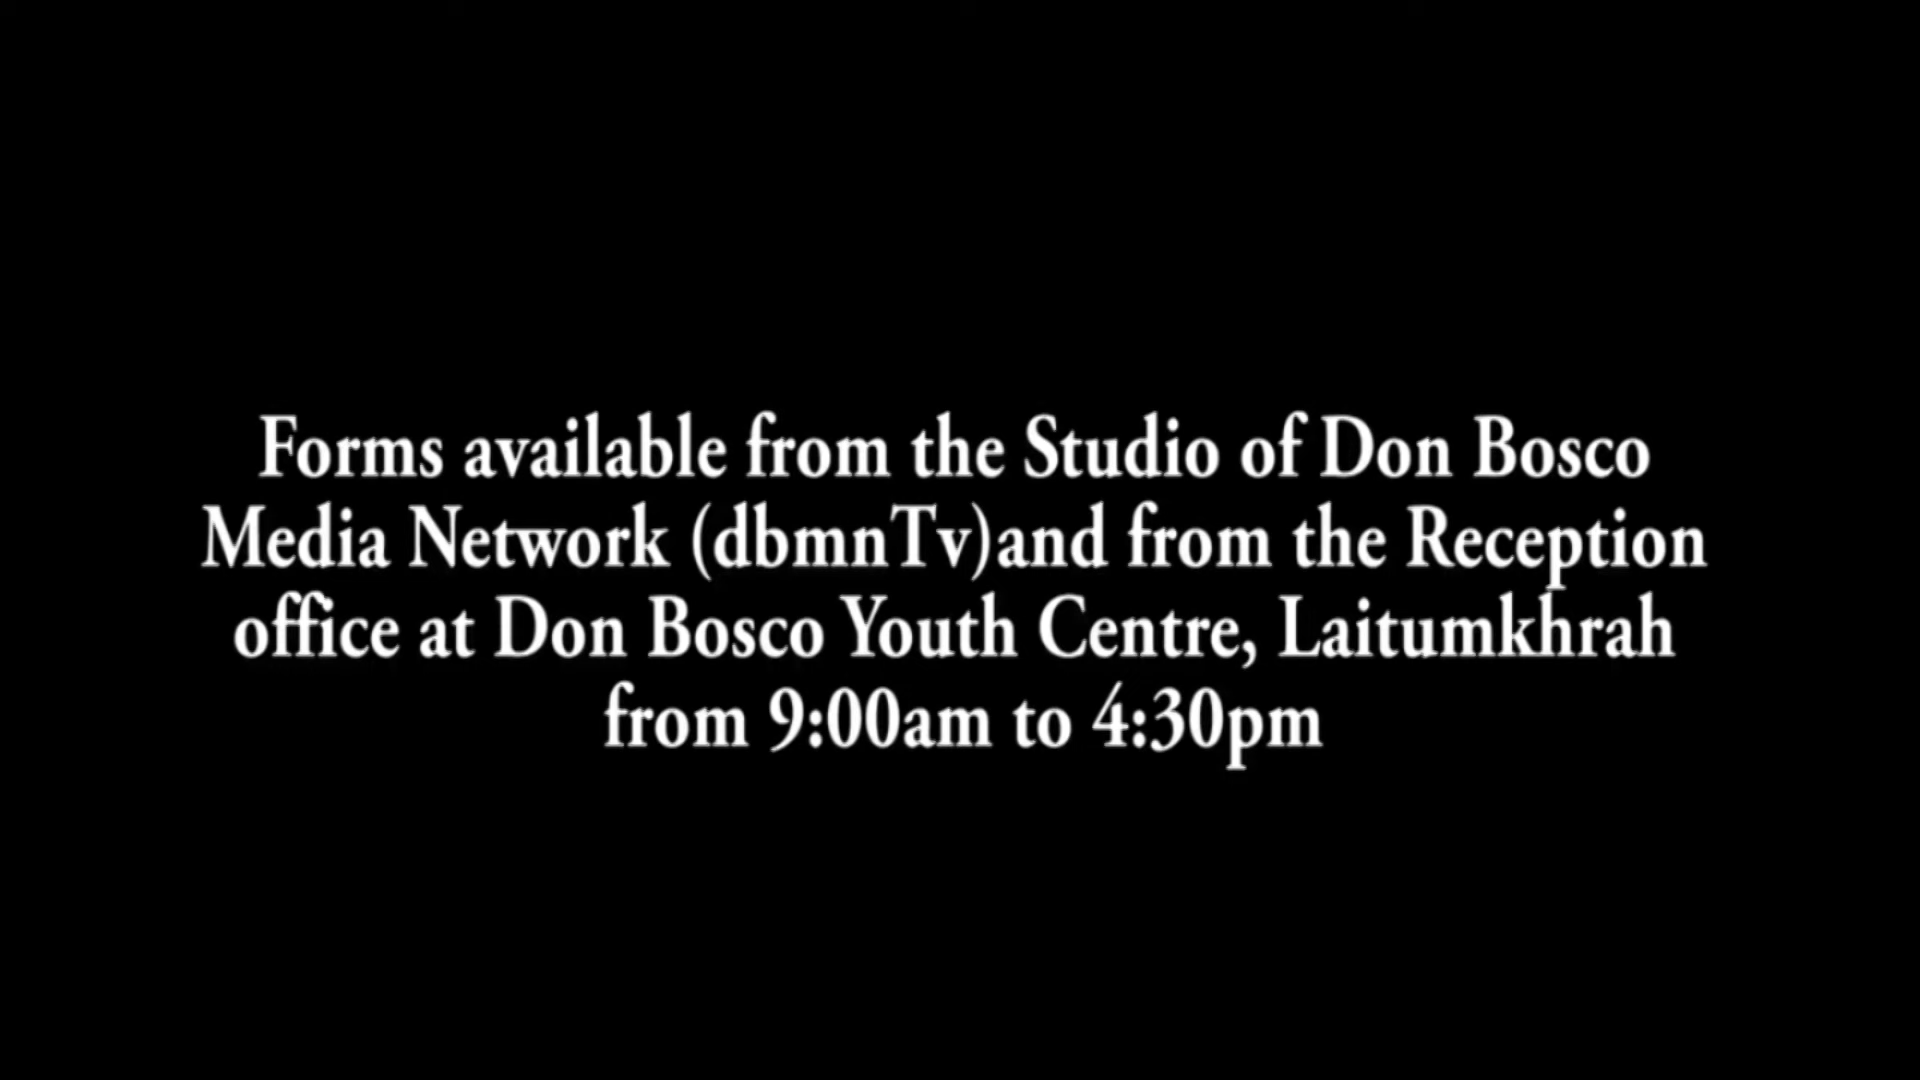 Forms available from the Studio of Don Bosco
Media Network (dbmnTv)and from the Reception
office at Don Bosco Youth Centre, Laitumkhrah
from 9:00am to 4:30pm